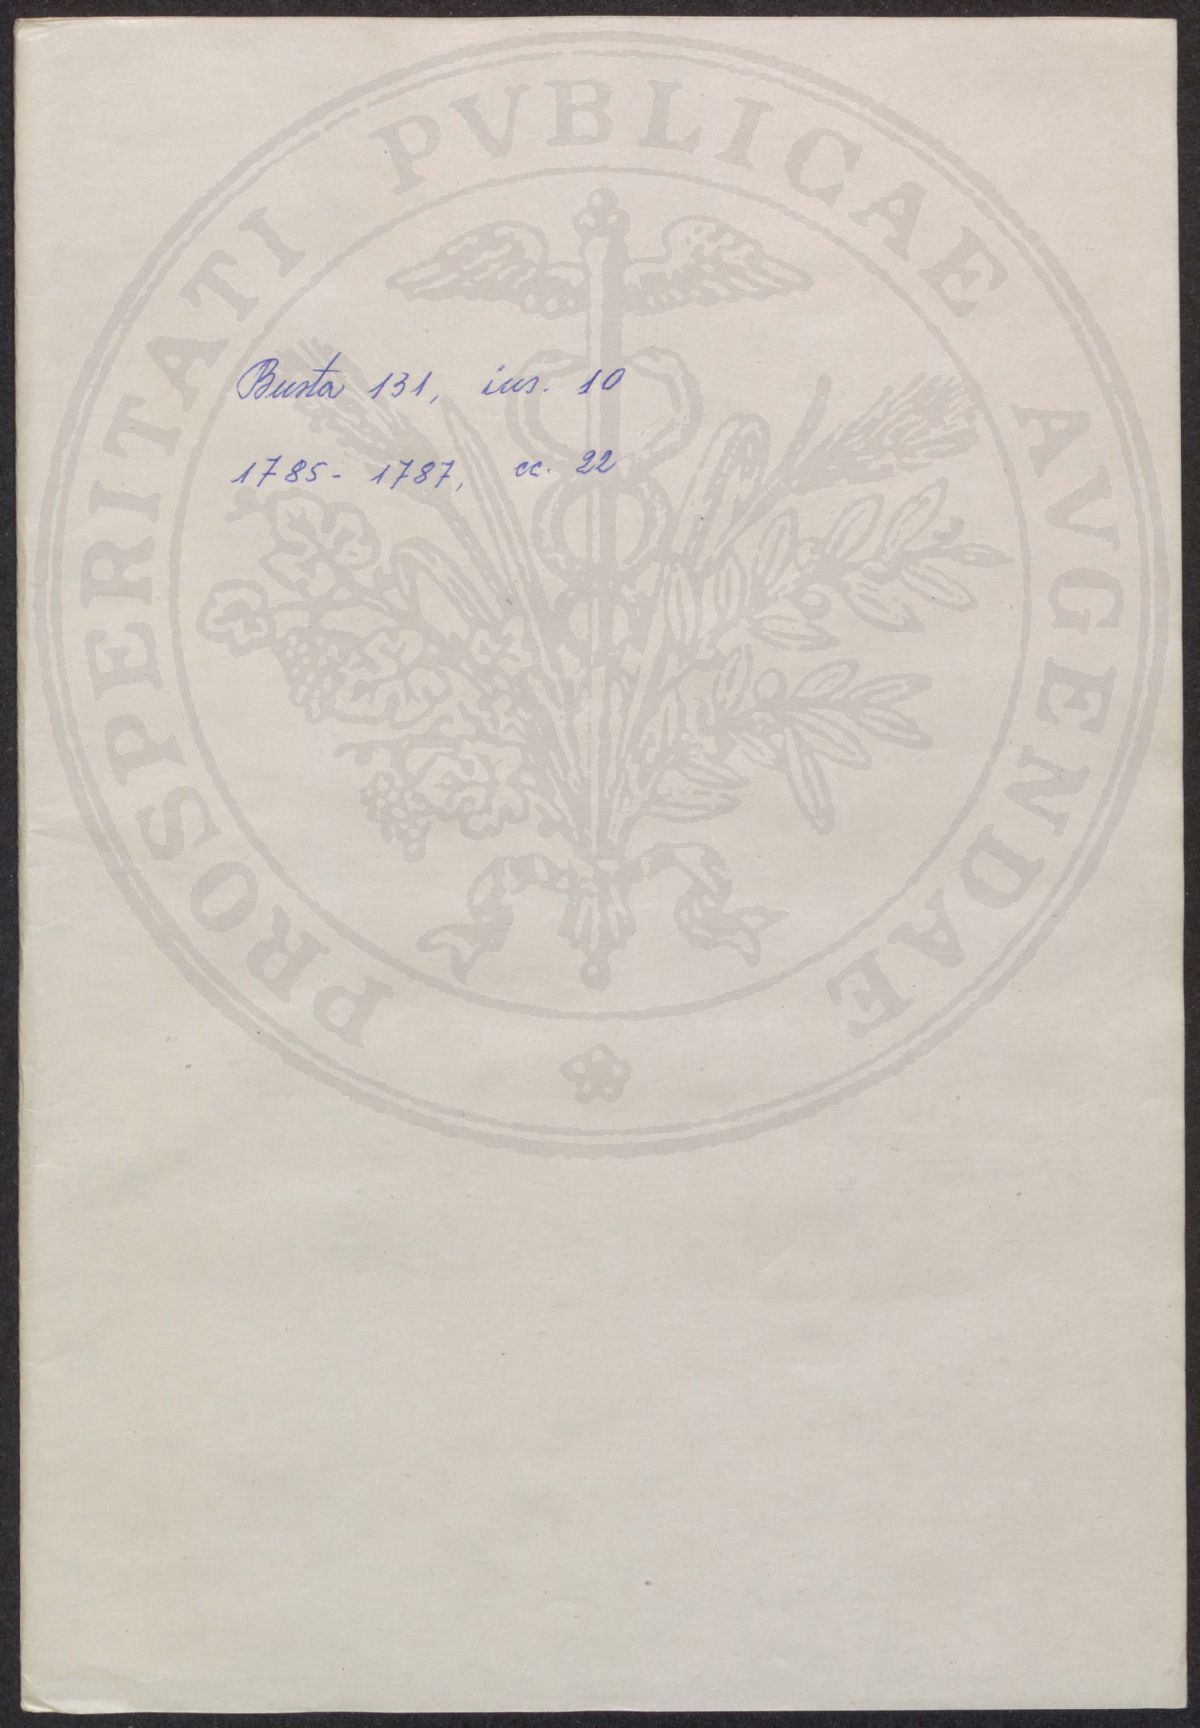 Busta 131, ins. 10
1785- 1787, cc. 22
PROSPERITATI PVBLICAE AVGENDAE